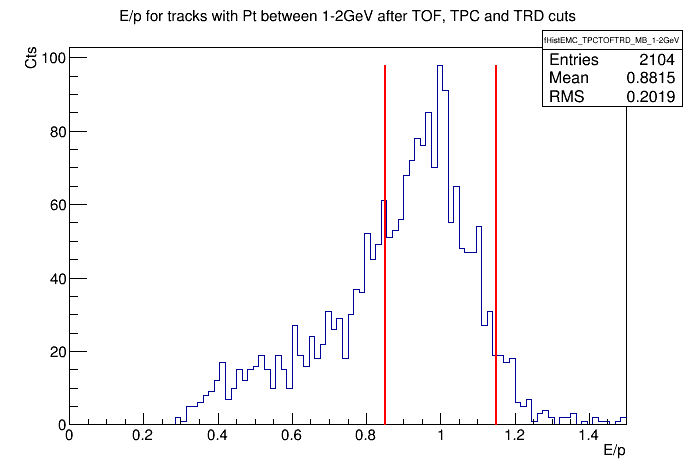 E/p for tracks with Pt between 1-2GeV after TOF, TPC and TRD cuts
fHistEMC_TPCTOFTRD_MB_1-2GeV
Entries 2104
Mean 0.8815
RMS 0.2019
Cts
100
80
60
40
20
0
0 0.2 0.4 0.6 0.8 1 1.2 1.4
E/p